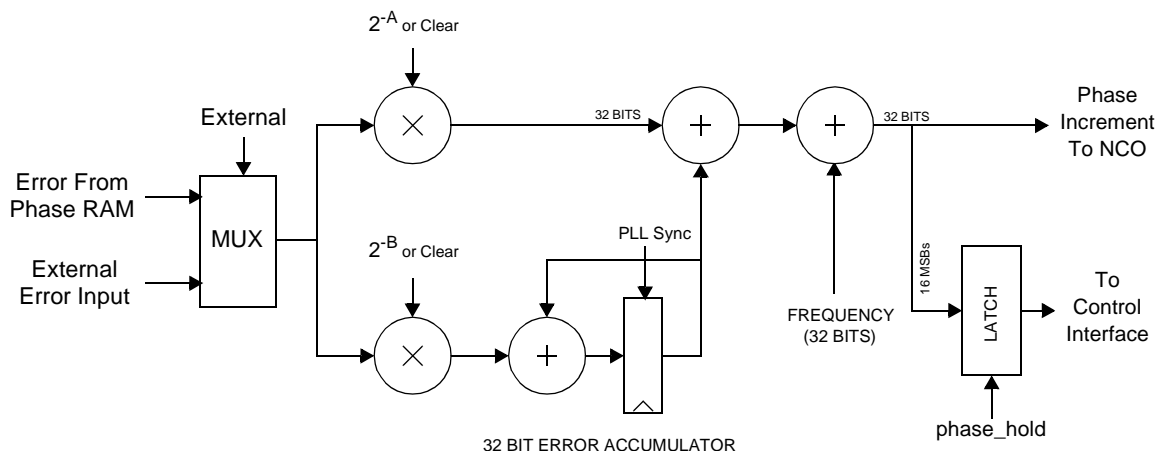 2-A or Clear
External
Error From
Phase RAM
MUX
External
Error Input
32 BITS
32 BITS
Phase
Increment
To NCO
2-B or Clear
PLL Sync
FREQUENCY
(32 BITS)
16 MSBs
LATCH
To
Control
Interface
phase_hold
32 BIT ERROR ACCUMULATOR